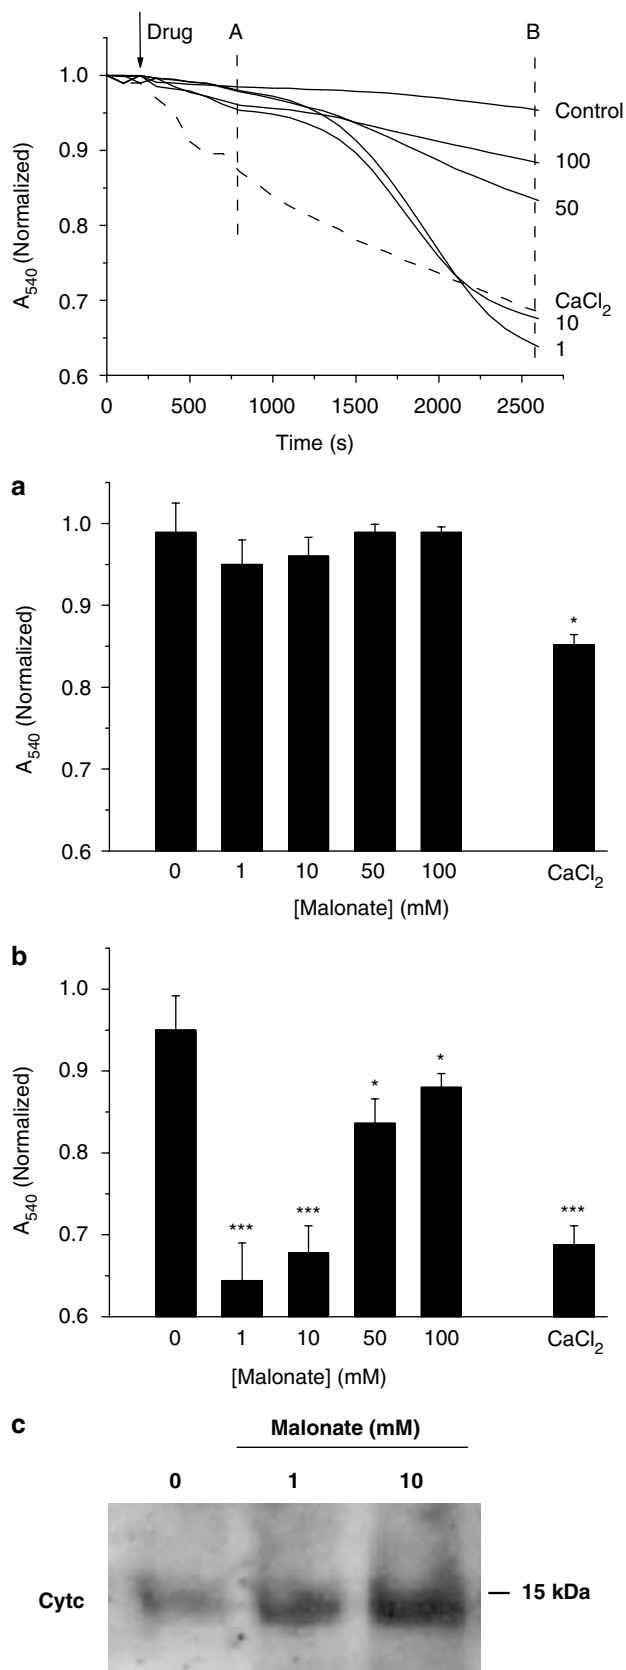 Drug
A
B
1.0
0.9
0.8
0.7
0.6
A540 (Normalized)
Control
100
50
CaCl2
10
1
0
500
1000
1500
2000
2500
Time (s)
a
1.0
0.9
0.8
0.7
0.6
A540 (Normalized)
*
0
1
10
50
100
CaCl2
[Malonate] (mM)
b
1.0
0.9
0.8
0.7
0.6
A540 (Normalized)
***
***
*
*
***
0
1
10
50
100
CaCl2
[Malonate] (mM)
c
Malonate (mM)
0
1
10
Cytc
— 15 kDa